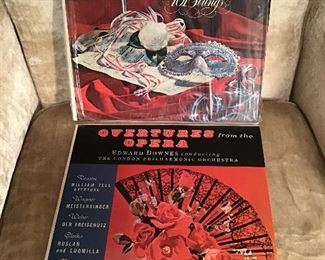 101 Strings
OVERTURES from the
OPERA
EDWARD DOWNES conducting
THE LONDON PHILHARMONIC ORCHESTRA
Rossini
WILLIAM TELL
OVERTURE
Wagner
MEISTERSINGER
Weber
DER FREISCHÜTZ
Glinka
RUSLAN
and LUDMILLA